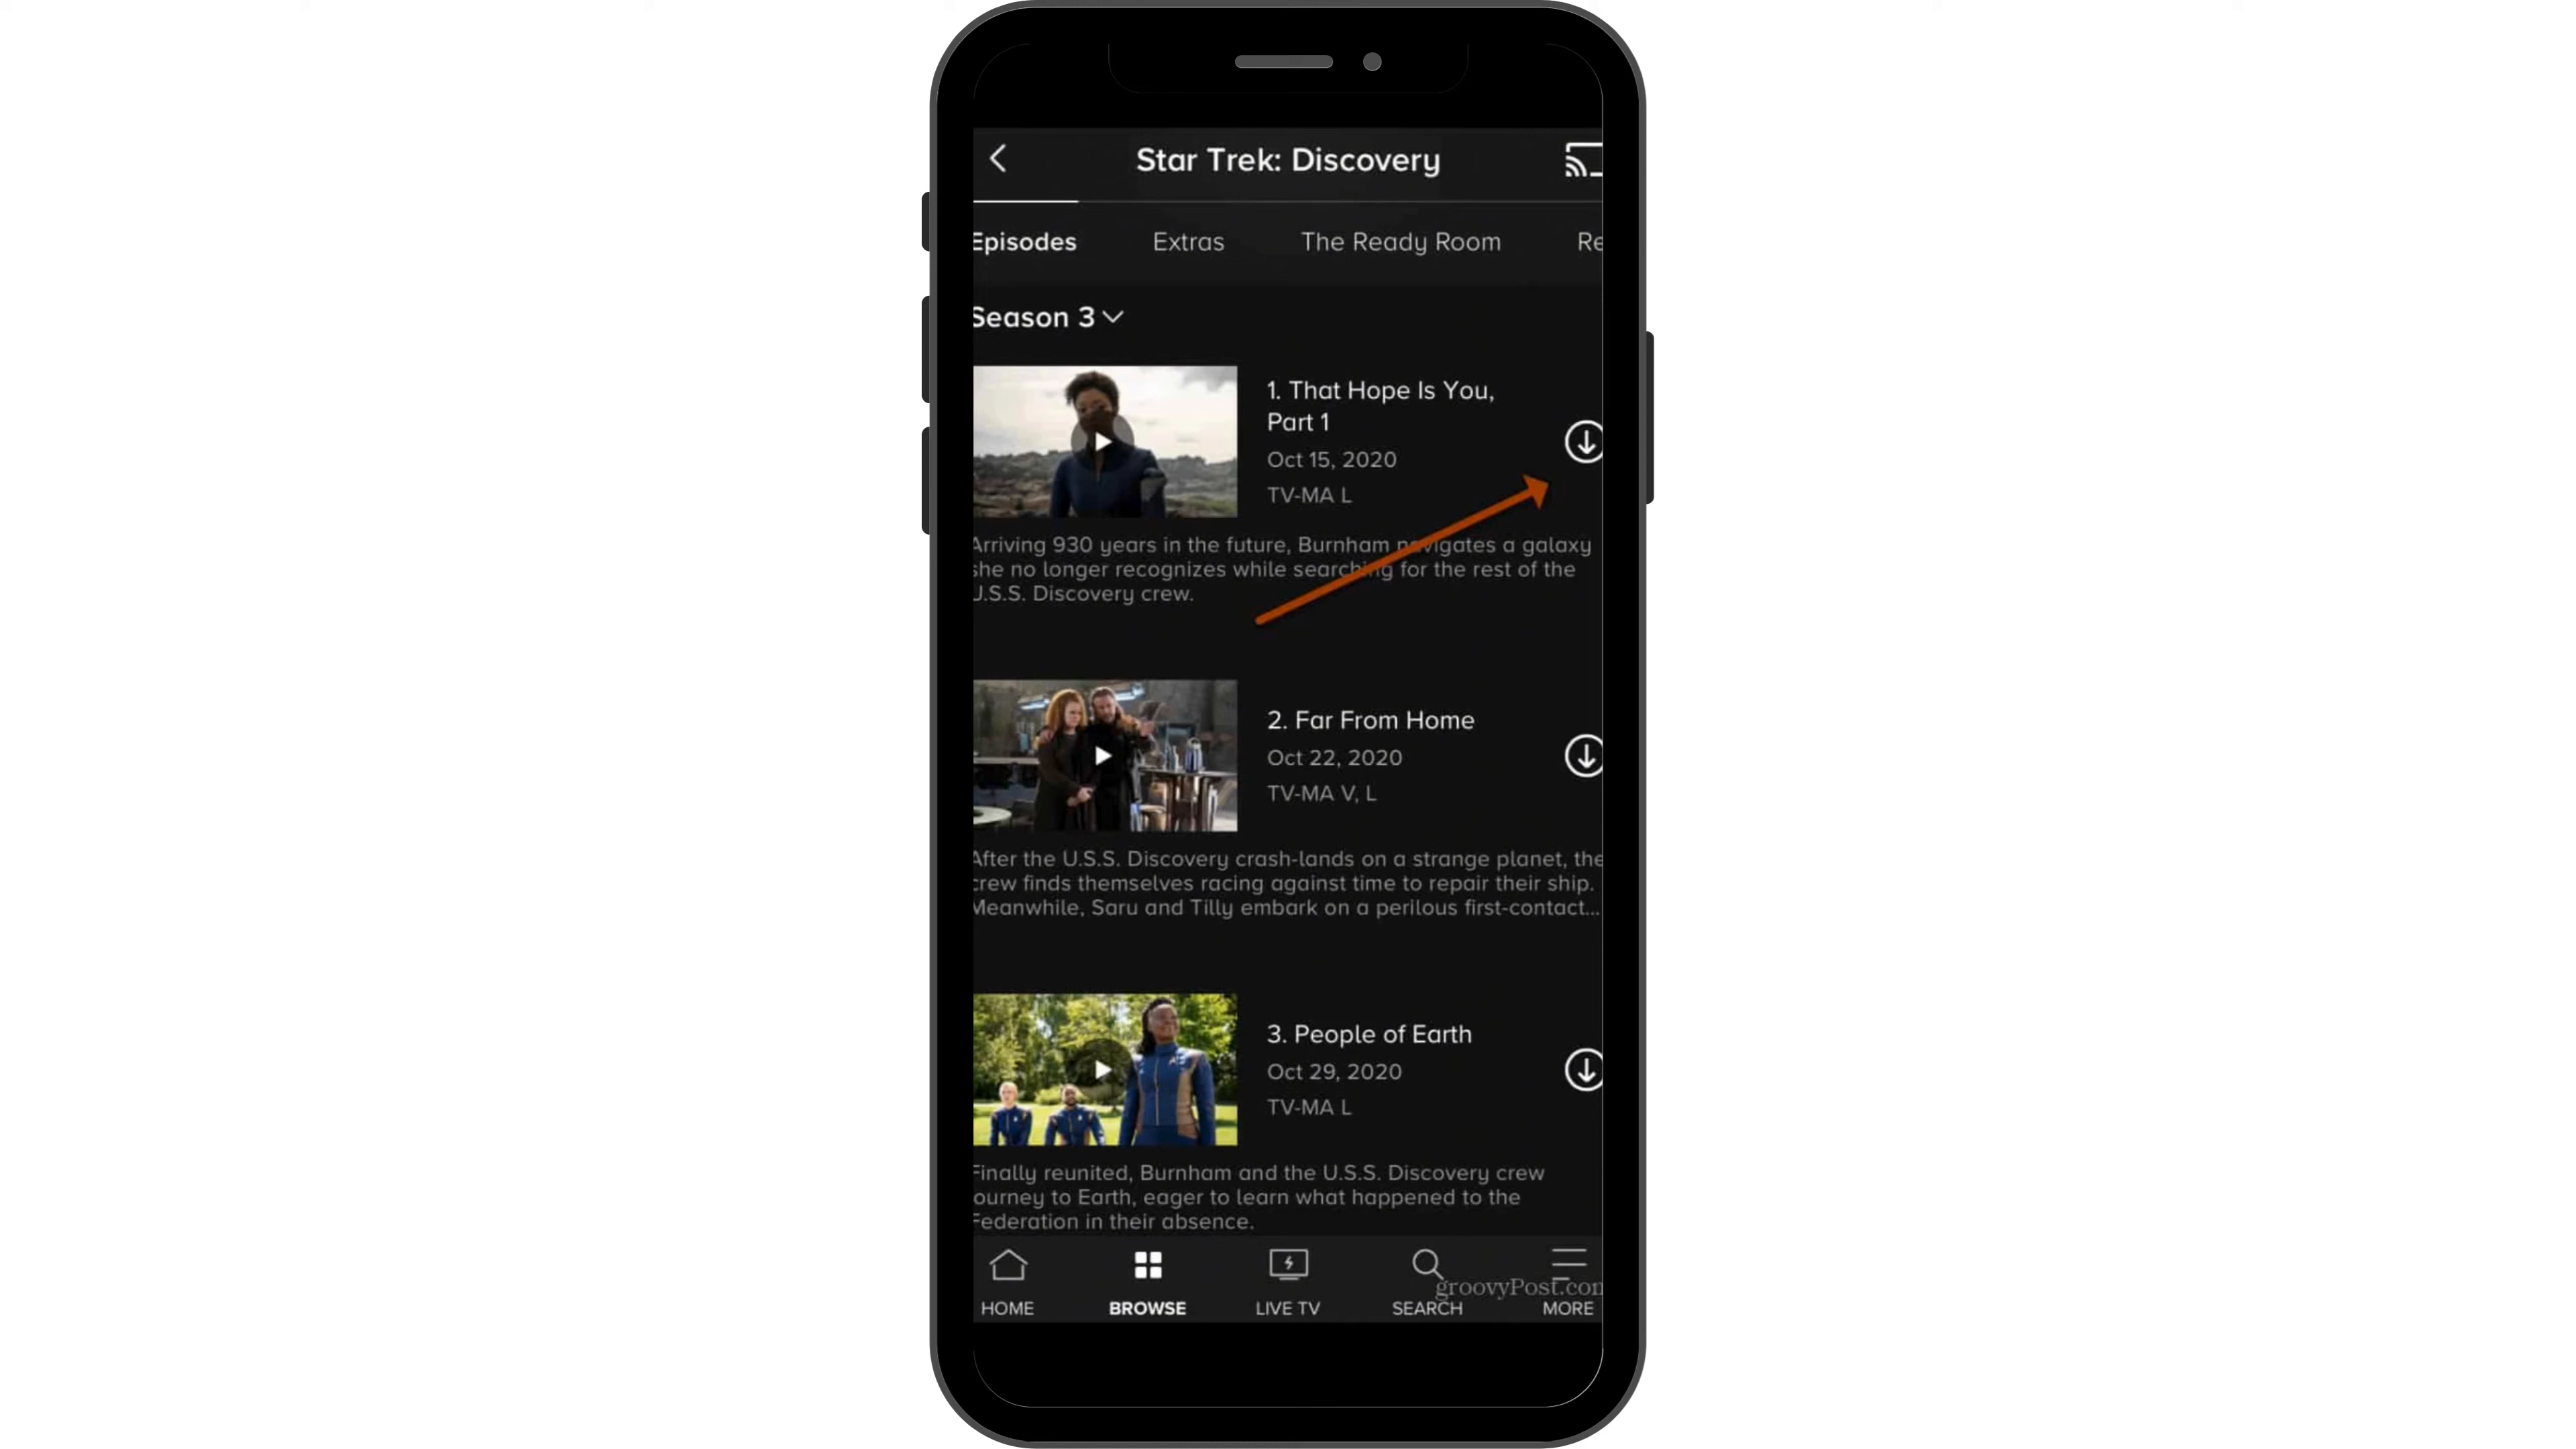 Star Trek: Discovery
Episodes Extras The Ready Room Re
Season 3
1. That Hope Is You,
Part 1
Oct 15, 2020
TV-MA L
Arriving 930 years in the future, Burnham navigates a galaxy
she no longer recognizes while searching for the rest of the
U.S.S. Discovery crew.
2. Far From Home
Oct 22, 2020
TV-MA V, L
After the U.S.S. Discovery crash-lands on a strange planet, the
crew finds themselves racing against time to repair their ship.
Meanwhile, Saru and Tilly embark on a perilous first-contact...
3. People of Earth
Oct 29, 2020
TV-MA L
Finally reunited, Burnham and the U.S.S. Discovery crew
ourney to Earth, eager to learn what happened to the
Federation in their absence.
groovyPost.com
HOME BROWSE LIVE TV SEARCH MORE